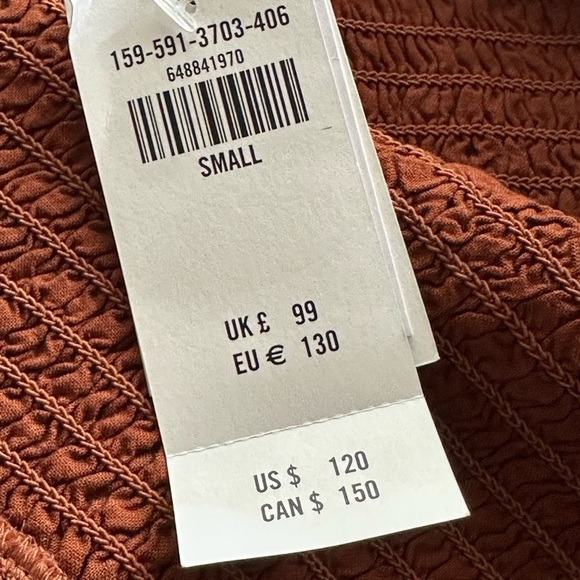 159-591-3703-406
648841970
SMALL
UK £ 99
EU € 130
US $ 120
CAN $ 150